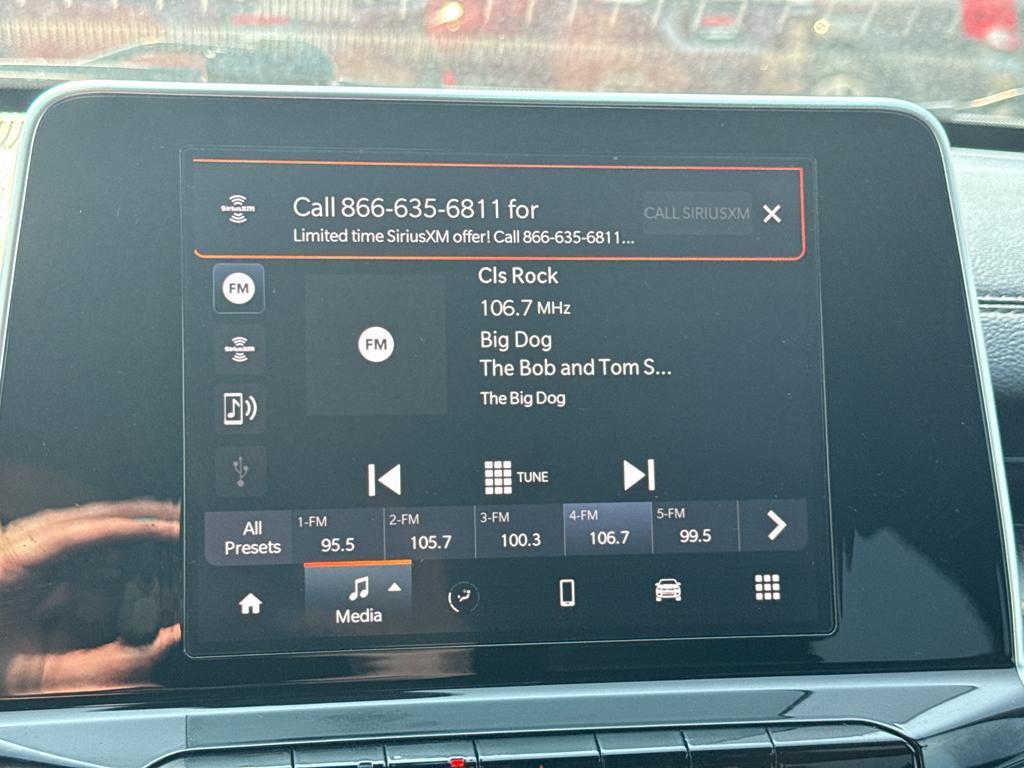 SiriusXM
Call 866-635-6811 for
Limited time SiriusXM offer! Call 866-635-6811...
CALL SIRIUSXM
FM
Cls Rock
106.7 MHz
FM
Big Dog
SiriusXM
The Bob and Tom S...
The Big Dog
TUNE
All
Presets
1-FM
95.5
2-FM
105.7
3-FM
100.3
4-FM
106.7
5-FM
99.5
Media